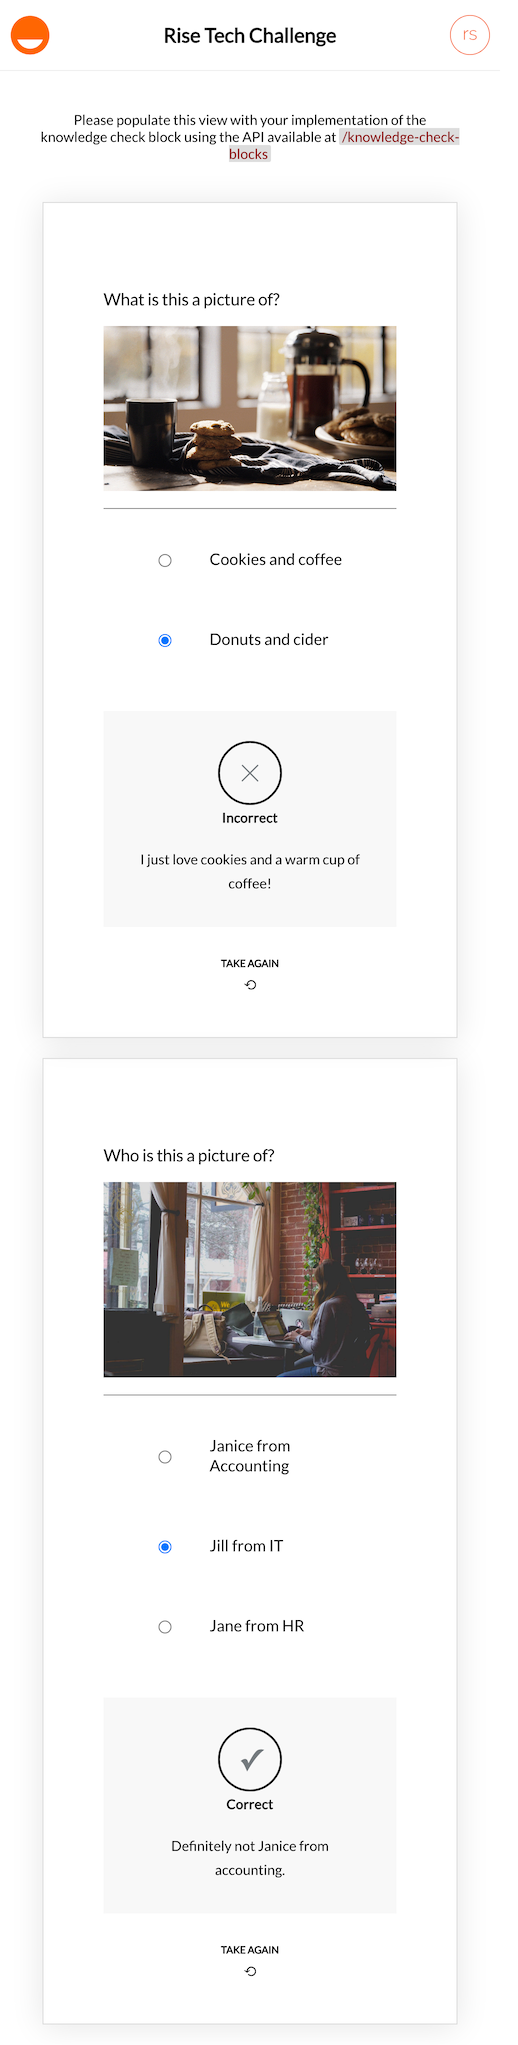 Rise Tech Challenge
rs
Please populate this view with your implementation of the
knowledge check block using the API available at /knowledge-check-
blocks
What is this a picture of?
Cookies and coffee
Donuts and cider
Incorrect
I just love cookies and a warm cup of
coffee!
TAKE AGAIN
Who is this a picture of?
Janice from
Accounting
Jill from IT
Jane from HR
Correct
Definitely not Janice from
accounting.
TAKE AGAIN